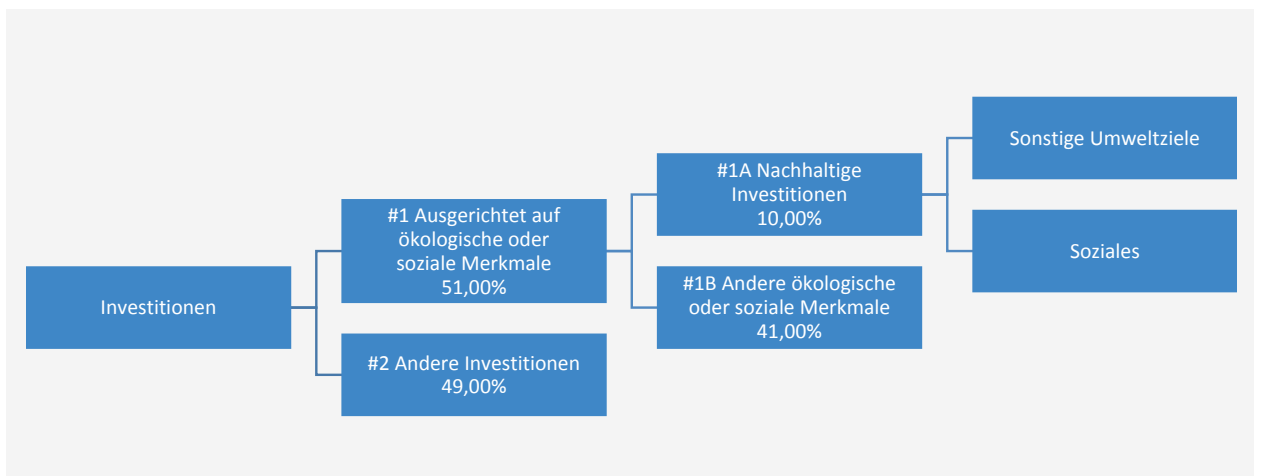 Investitionen
#1 Ausgerichtet auf
ökologische oder
soziale Merkmale
51,00%
#2 Andere Investitionen
49,00%
#1A Nachhaltige
Investitionen
10,00%
#1B Andere ökologische
oder soziale Merkmale
41,00%
Sonstige Umweltziele
Soziales